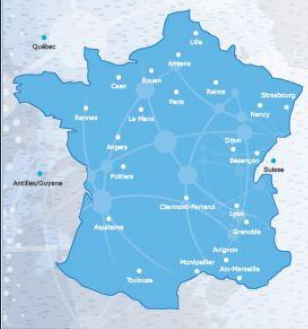 Lille
Québec
Amiens
Rouen
Caen
Reims
Strasbourg
Paris
Nancy
Le Mans
Rennes
Angers
Dijon
Besançon
Suisse
Poitiers
Antilles/Guyane
Clermont-Ferrand
Lyon
Aquitaine
Grenoble
Avignon
Montpellier
Aix-Marseille
Toulouse